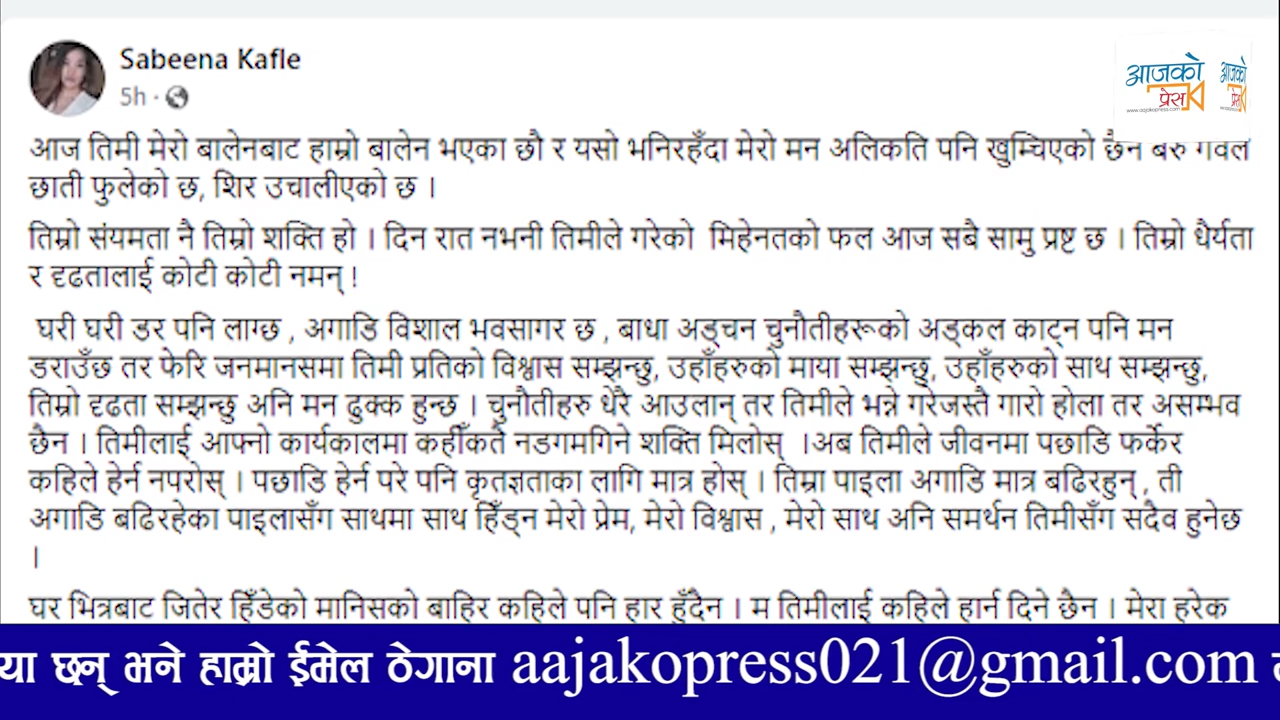 Sabeena Kafle
5h
आजको
प्रेस
www.aajakopress.com
आजको
प्रेस
आज तिमी मेरो बालेनबाट हाम्रो बालेन भएका छौ र यसो भनिरहँदा मेरो मन अलिकति पनि खुम्चिएको छैन बरु गर्वले
छाती फुलेको छ, शिर उचालीएको छ ।
तिम्रो संयमता नै तिम्रो शक्ति हो । दिन रात नभनी तिमीले गरेको मिहेनतको फल आज सबै सामु प्रष्ट छ । तिम्रो धैर्यता
र दृढतालाई कोटी कोटी नमन् !
घरी घरी डर पनि लाग्छ , अगाडि विशाल भवसागर छ , बाधा अड्चन चुनौतीहरूको अड्कल काट्न पनि मन
डराउँछ तर फेरि जनमानसमा तिमी प्रतिको विश्वास सम्झन्छु, उहाँहरुको माया सम्झन्छु, उहाँहरुको साथ सम्झन्छु,
तिम्रो दृढता सम्झन्छु अनि मन ढुक्क हुन्छ । चुनौतीहरु धेरै आउलान् तर तिमीले भन्ने गरेजस्तै गारो होला तर असम्भव
छैन । तिमीलाई आफ्नो कार्यकालमा कहीँकतै नडगमगिने शक्ति मिलोस् ।अब तिमीले जीवनमा पछाडि फर्केर
कहिले हेर्न नपरोस् । पछाडि हेर्न परे पनि कृतज्ञताका लागि मात्र होस् । तिम्रा पाइला अगाडि मात्र बढिरहुन् , ती
अगाडि बढिरहेका पाइलासँग साथमा साथ हिँड्न मेरो प्रेम, मेरो विश्वास , मेरो साथ अनि समर्थन तिमीसँग सदैव हुनेछ
।
घर भित्रबाट जितेर हिँडेको मानिसको बाहिर कहिले पनि हार हुँदैन । म तिमीलाई कहिले हार्न दिने छैन । मेरा हरेक
या छन् भने हाम्रो ईमेल ठेगाना aajakopress021@gmail.com